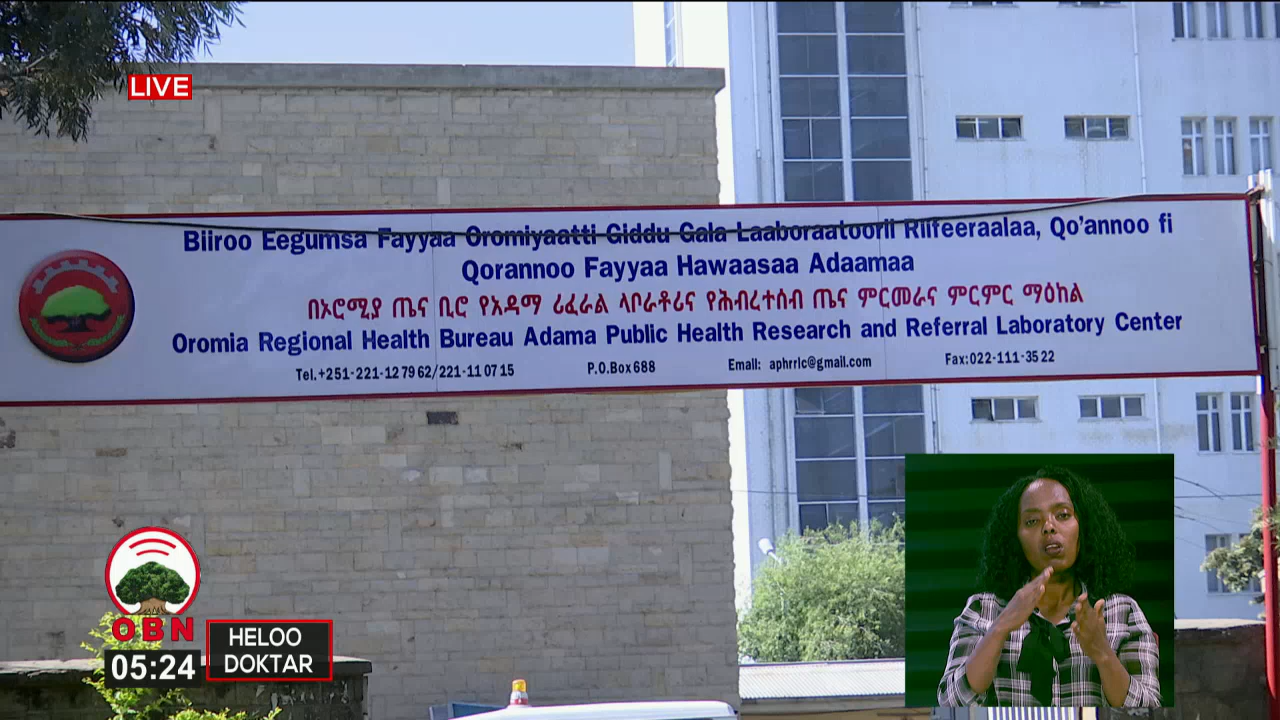 LIVE
Biiroo Eegumsa Fayyaa Oromiyaatti Giddu Gala Laaboraatoorii Riifeeraalaa, Qo'annoo fi
Qorannoo Fayyaa Hawaasaa Adaamaa
በኦሮሚያ ጤና ቢሮ የአዳማ ሪፈራል ላቦራቶሪና የሕብረተሰብ ጤና ምርመራና ምርምር ማዕከል
Oromia Regional Health Bureau Adama Public Health Research and Referral Laboratory Center
Tel.+251-221-12 79 62/221-11 07 15 P.O.Box 688 Email: aphrrlc@gmail.com Fax:022-111-35 22
OBN
05:24
HELOO
DOKTAR